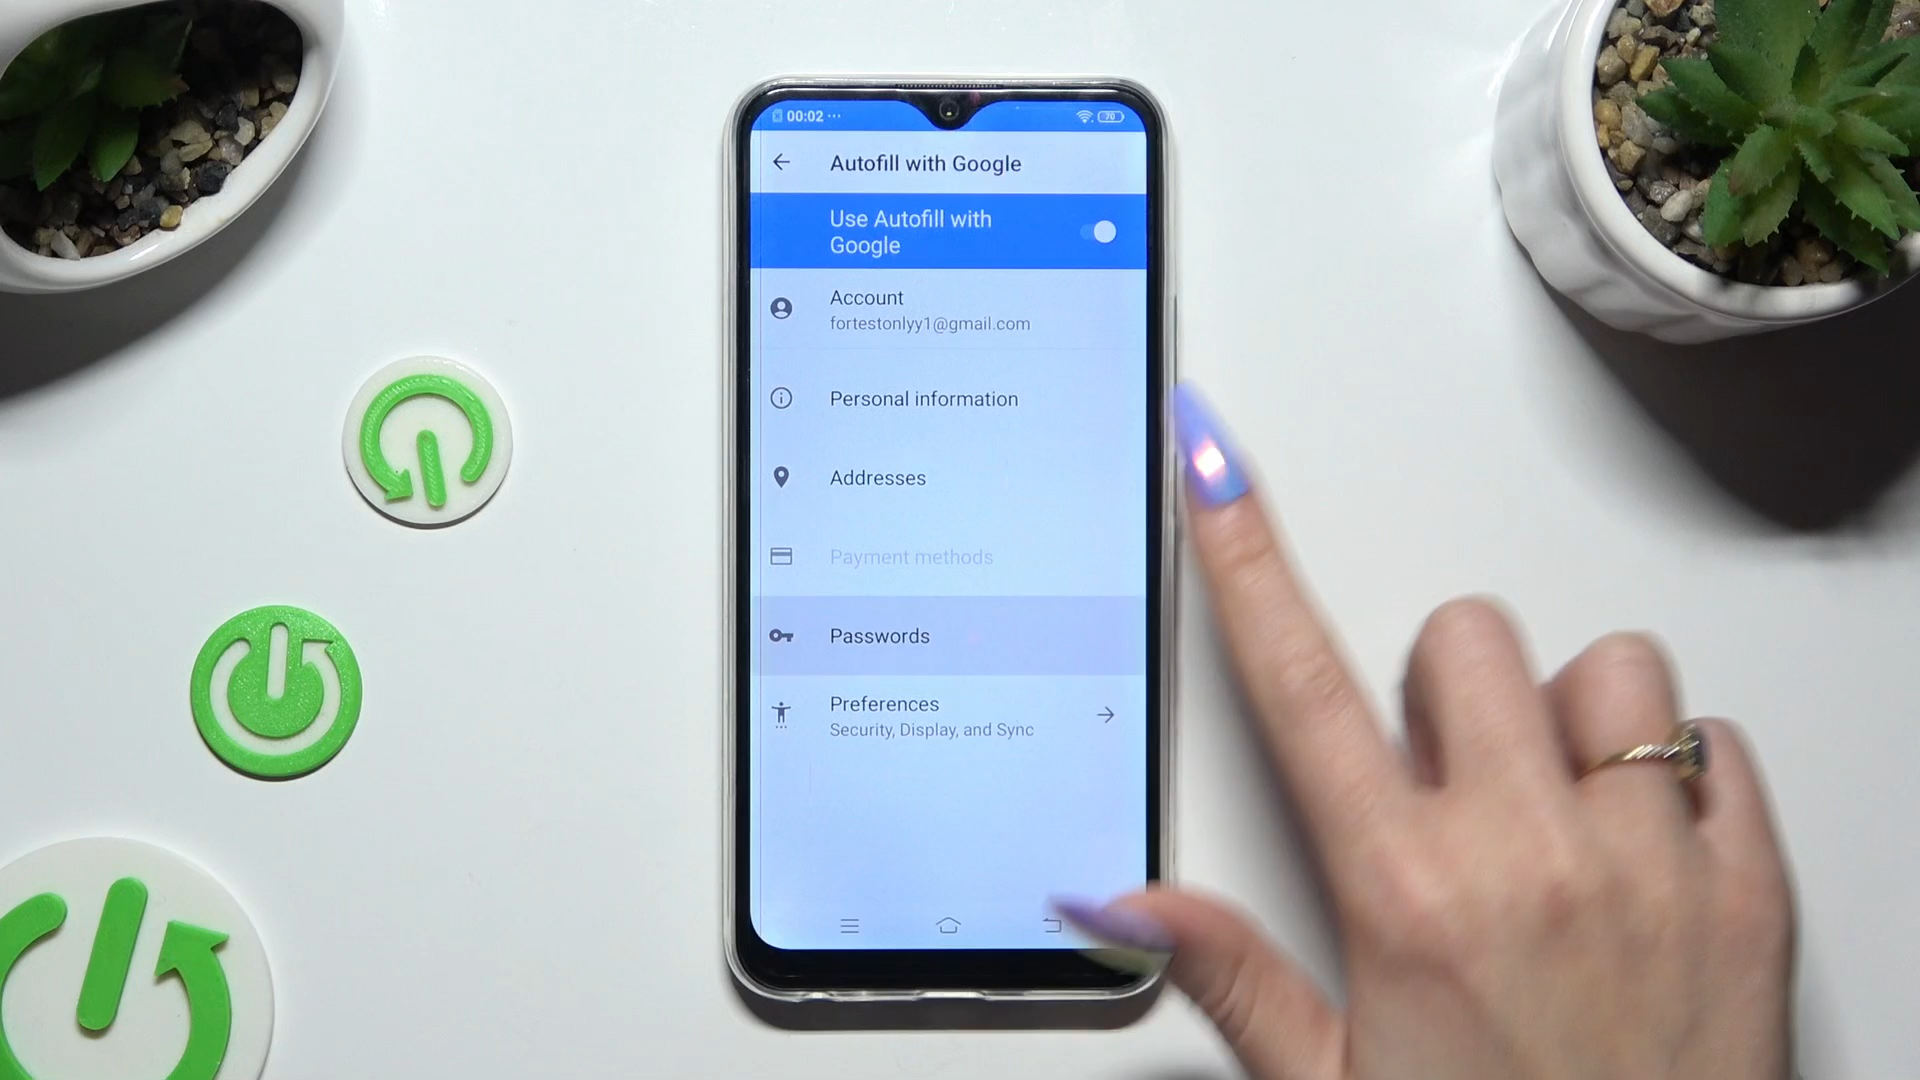 00:02 ...
70
Autofill with Google
Use Autofill with
Google
Account
fortestonlyy1@gmail.com
Personal information
Addresses
Payment methods
Passwords
Preferences
Security, Display, and Sync